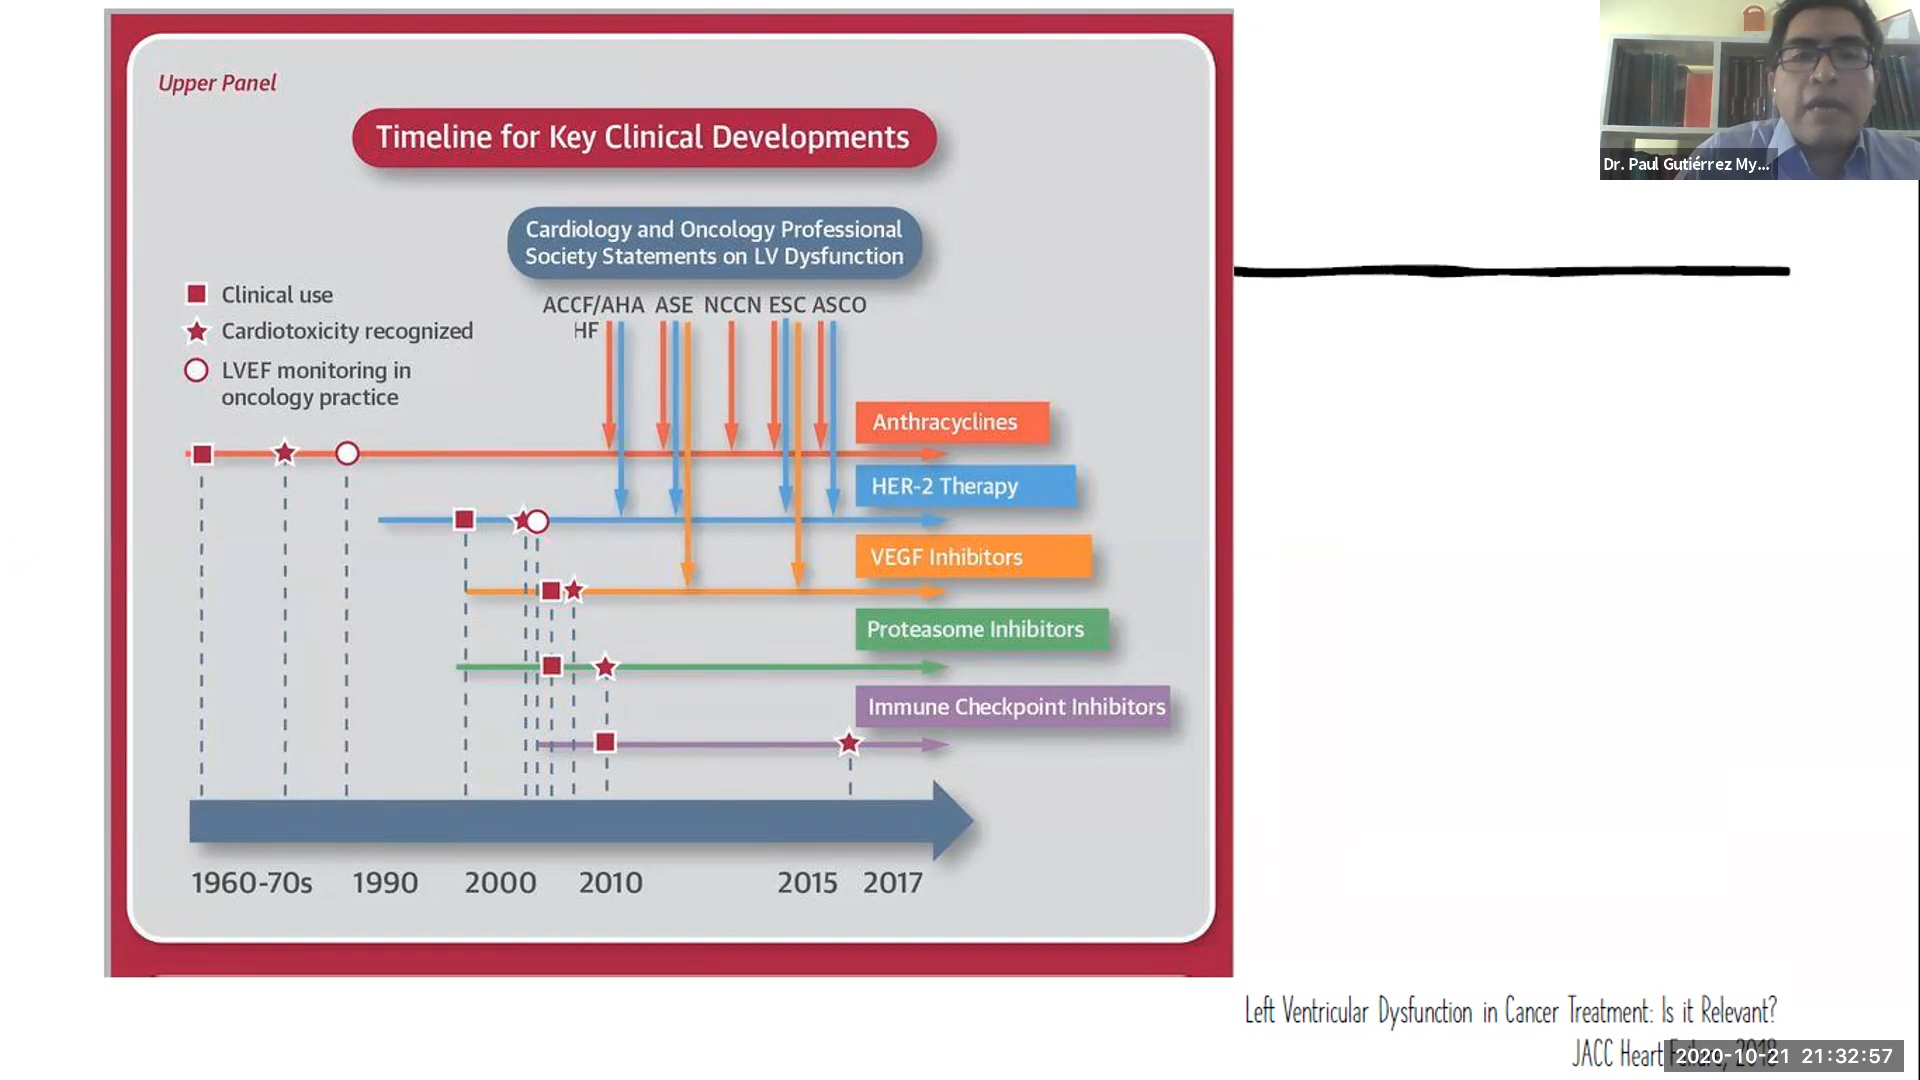 Upper Panel
Timeline for Key Clinical Developments
Cardiology and Oncology Professional
Society Statements on LV Dysfunction
Clinical use
Cardiotoxicity recognized
LVEF monitoring in
oncology practice
ACCF/AHA ASE NCCN ESC ASCO
HF
Anthracyclines
HER-2 Therapy
VEGF Inhibitors
Proteasome Inhibitors
Immune Checkpoint Inhibitors
1960-70s 1990 2000 2010 2015 2017
Dr. Paul Gutiérrez My...
Left Ventricular Dysfunction in Cancer Treatment: Is it Relevant?
JACC Heart
2020-10-21 21:32:57